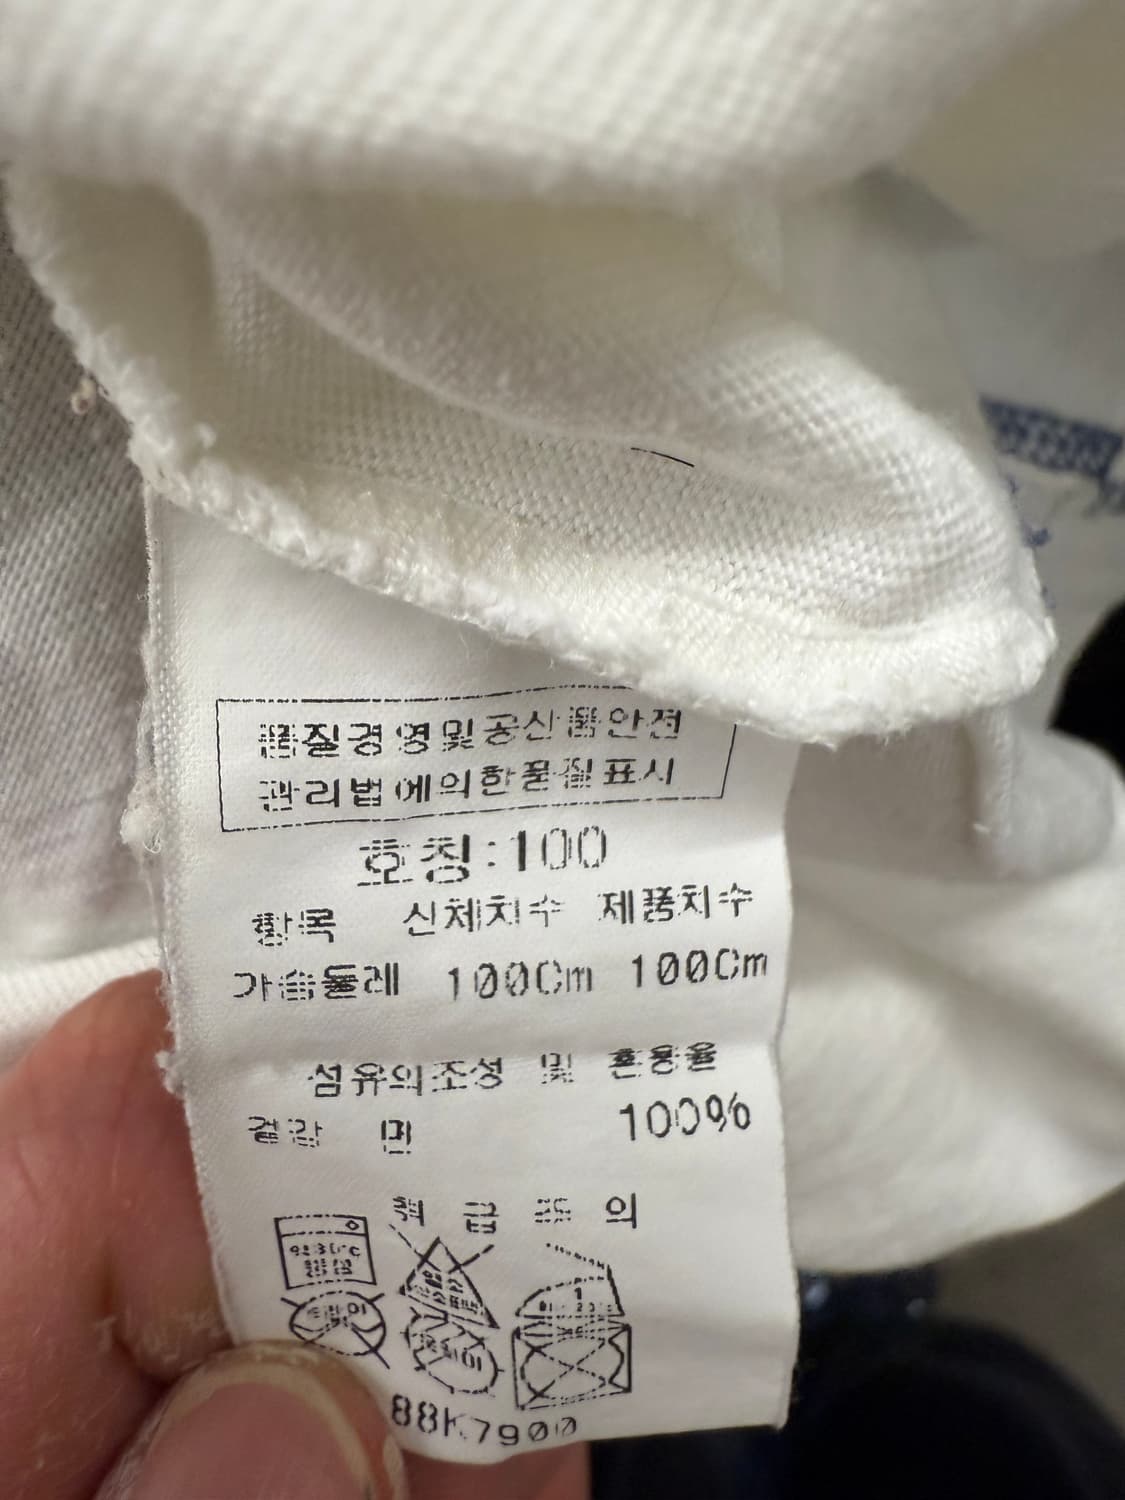 품질경영및공산품안전
관리법에의한품질표시
호칭:100
항목 신체치수 제품치수
가슴둘레 100Cm 100Cm
섬유의조성 및 혼용율
겉감 면 100%
취급주의
88K7900